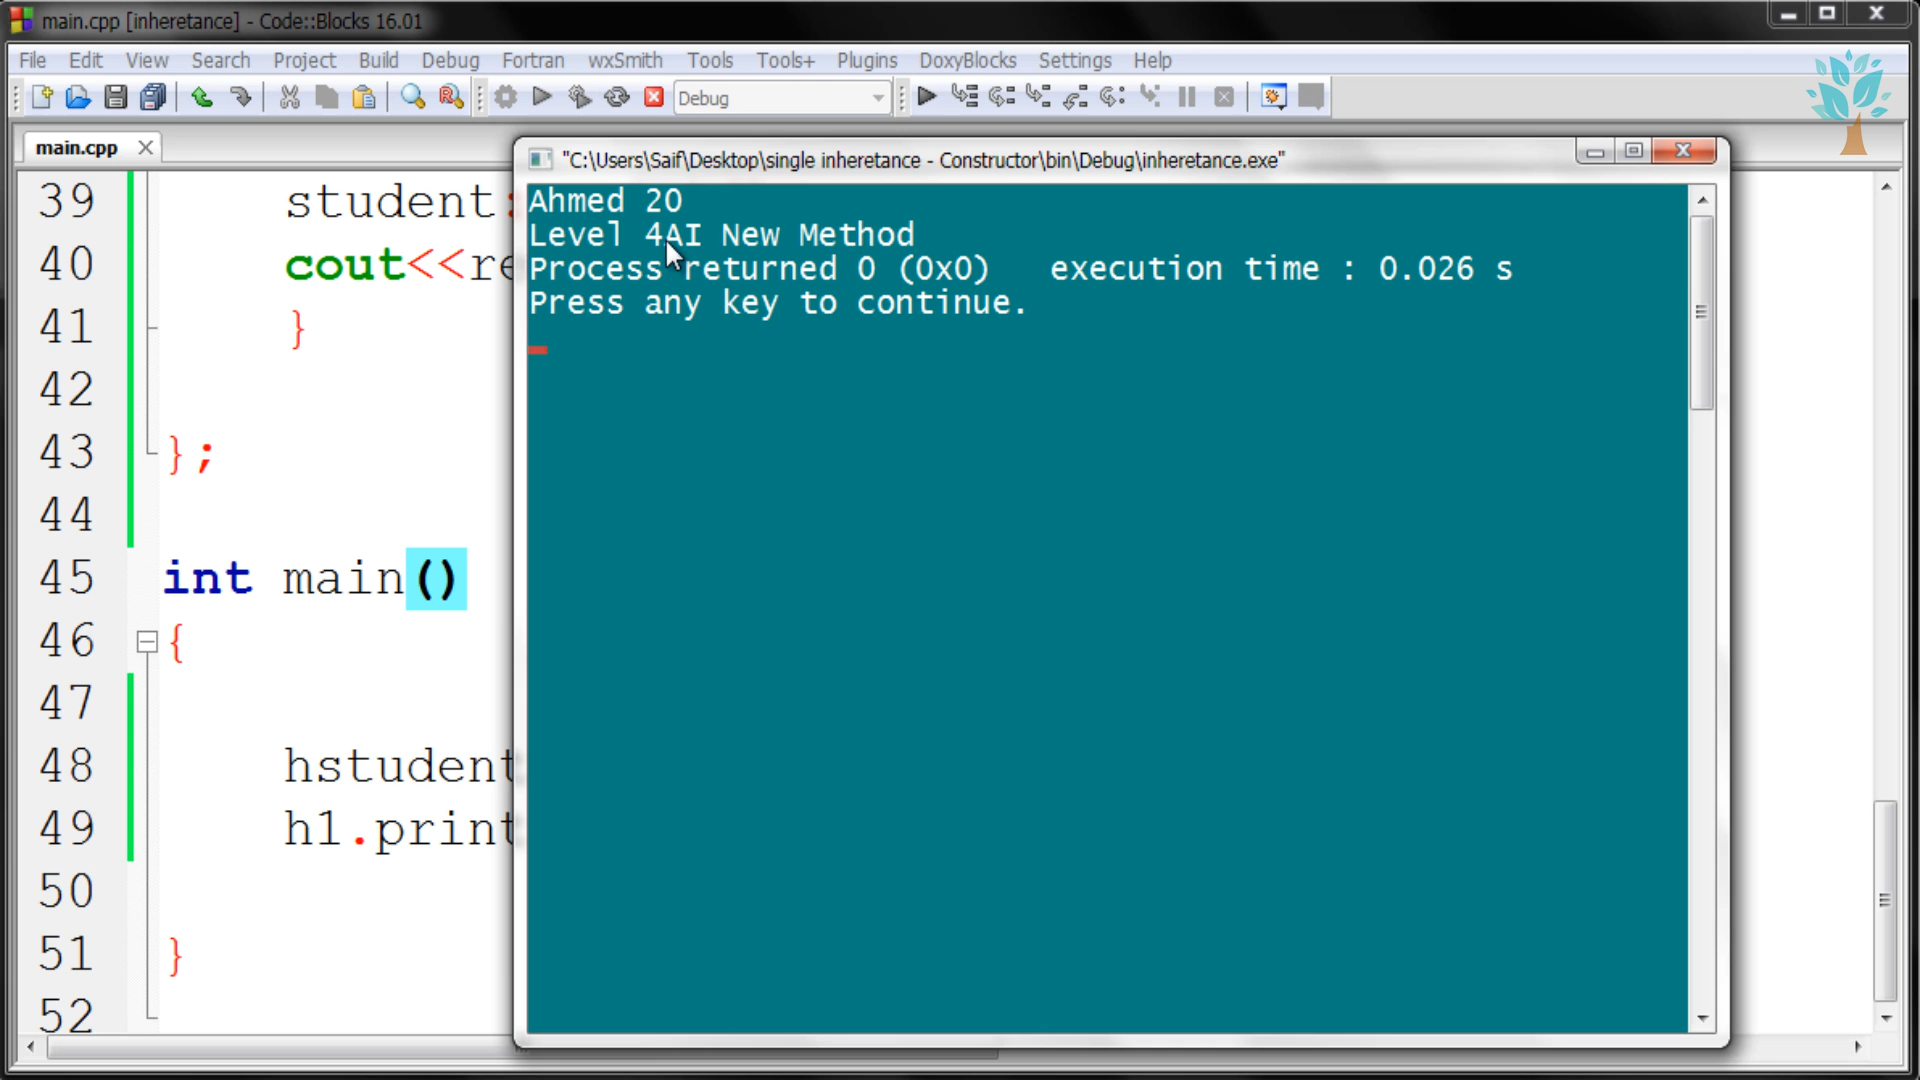 main.cpp [inheretance] - Code::Blocks 16.01
File Edit View Search Project Build Debug Fortran wxSmith Tools Tools+ Plugins DoxyBlocks Settings Help
Debug
main.cpp
"C:\Users\Saif\Desktop\single inheretance - Constructor\bin\Debug\inheretance.exe"
Ahmed 20
Level 4AI New Method
Process returned 0 (0x0)   execution time : 0.026 s
Press any key to continue.
39 student:
40 cout<<re
41 }
42
43 };
44
45 int main()
46 {
47
48 hstudent
49 h1.print
50
51 }
52